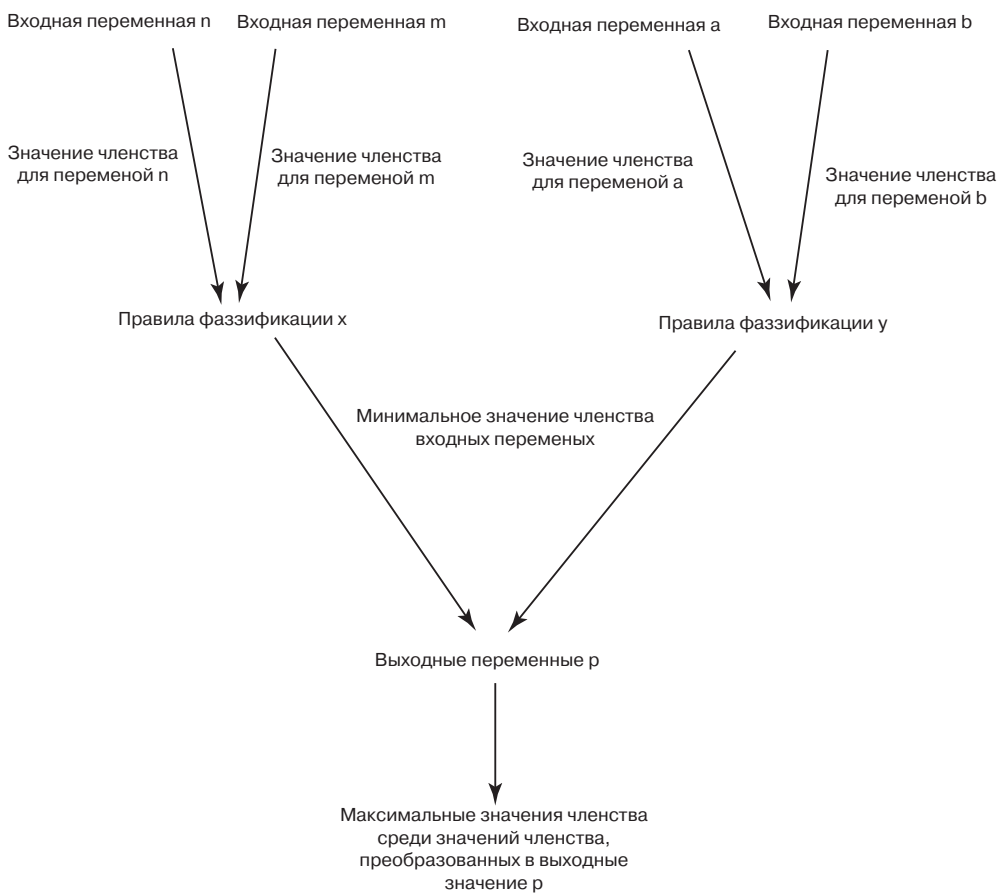 Входная переменная n
Входная переменная m
Входная переменная a
Входная переменная b
Значение членства
для переменой n
Значение членства
для переменой m
Значение членства
для переменой a
Значение членства
для переменой b
Правила фаззификации x
Правила фаззификации y
Минимальное значение членства
входных переменых
Выходные переменные p
Максимальные значения членства
среди значений членства,
преобразованных в выходные
значение p